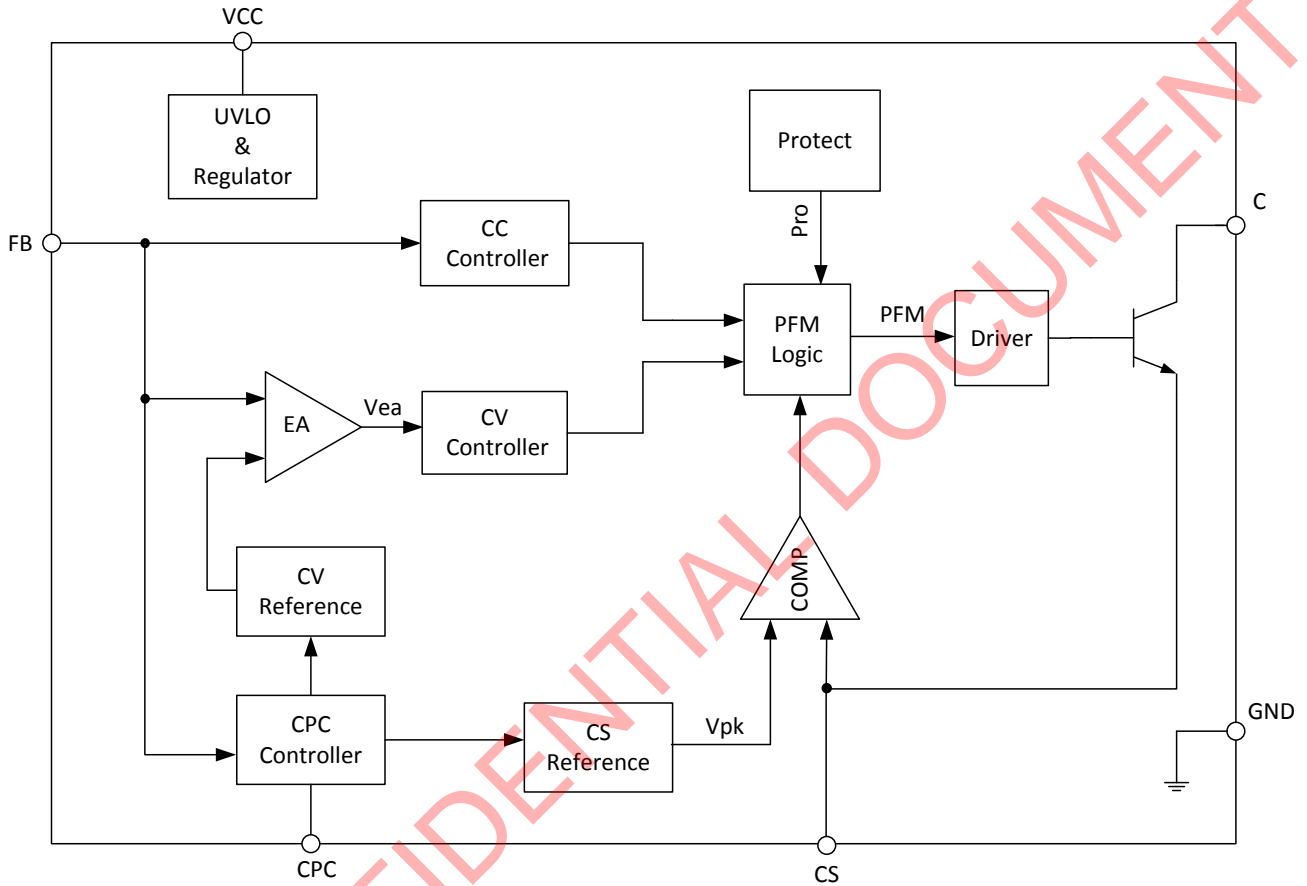 VCC
UVLO
&
Regulator
Protect
Pro
C
FB
CC
Controller
PFM
Logic
PFM
Driver
EA
Vea
CV
Controller
COMP
CV
Reference
CPC
Controller
CS
Reference
Vpk
GND
CPC
CS
FIDENTIAL DOCUMENT